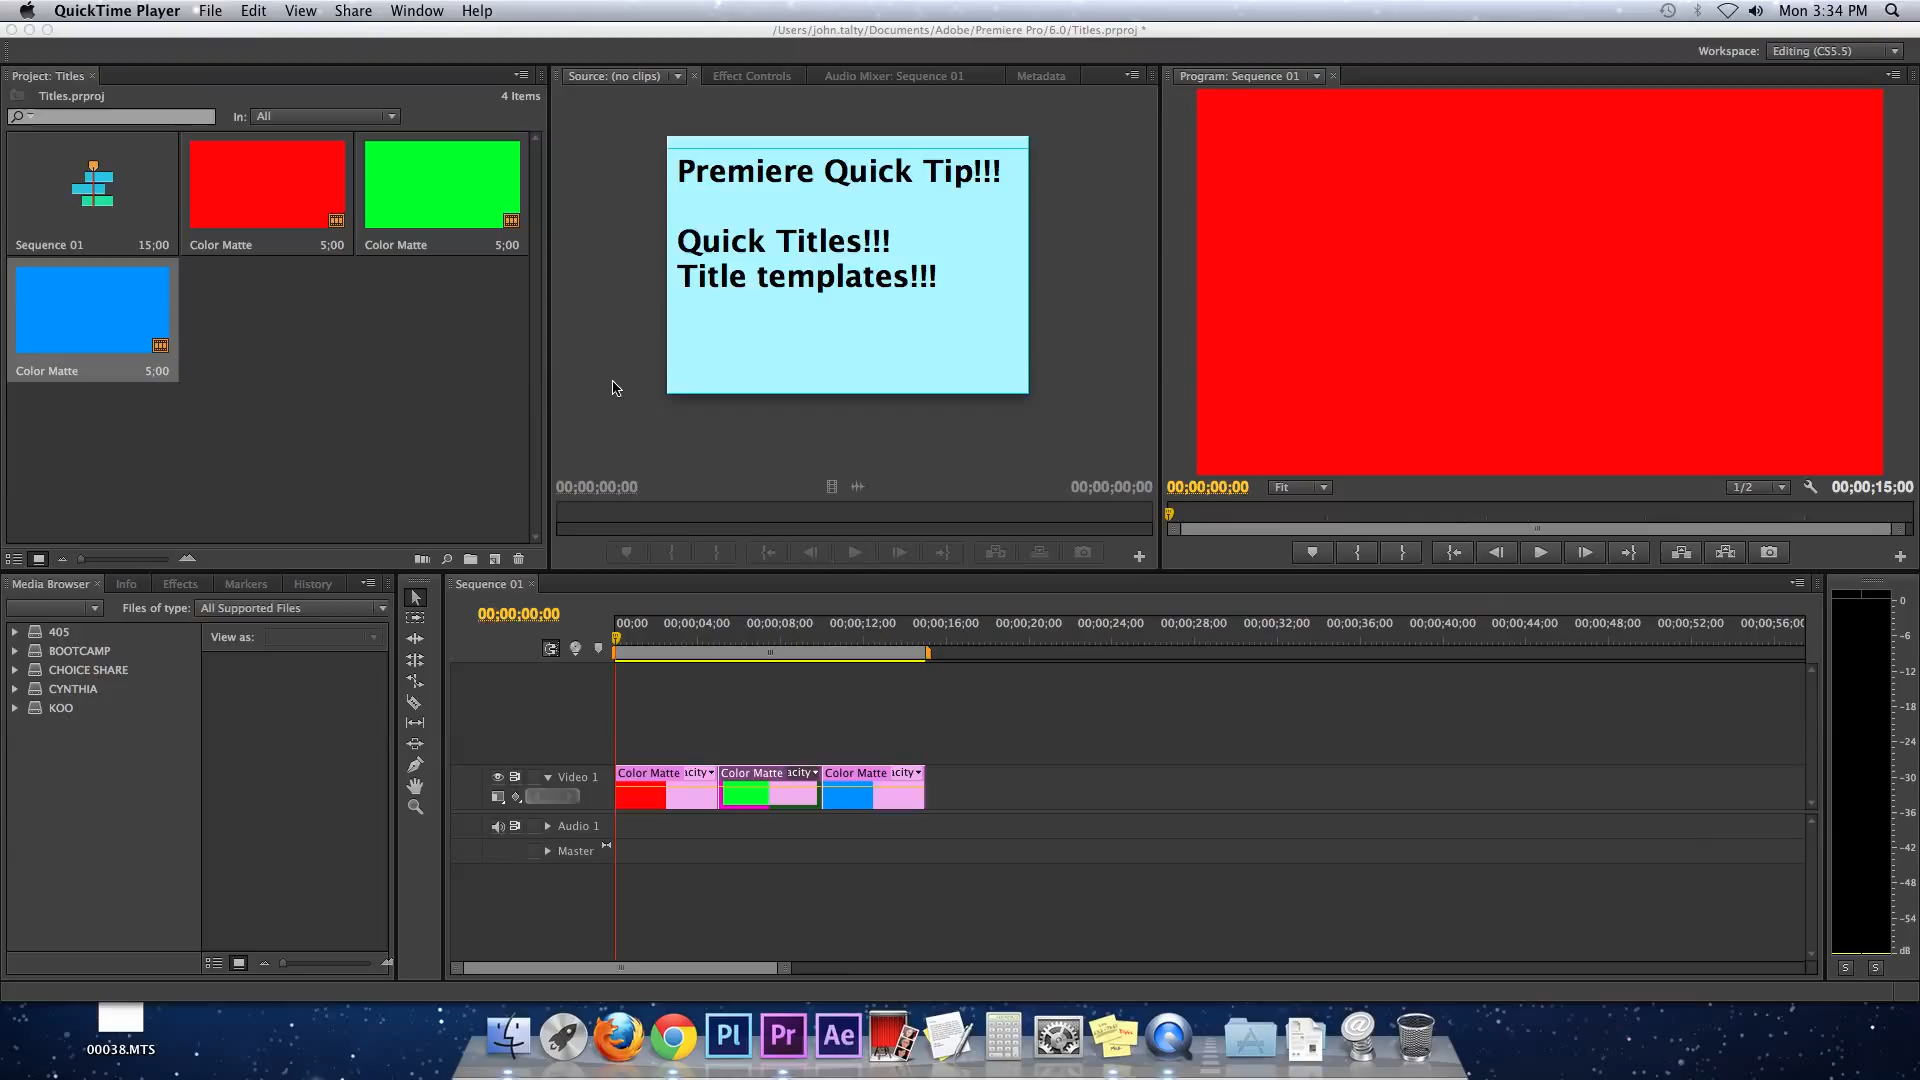 QuickTime Player File Edit View Share Window Help Mon 3:34 PM
/Users/john.talty/Documents/Adobe/Premiere Pro/6.0/Titles.prproj *
Workspace: Editing (CS5.5)
Project: Titles
Titles.prproj 4 Items
In: All
Sequence 01 15;00
Color Matte 5;00
Color Matte 5;00
Color Matte 5;00
Source: (no clips) Effect Controls Audio Mixer: Sequence 01 Metadata
Premiere Quick Tip!!!
Quick Titles!!!
Title templates!!!
00;00;00;00 00;00;00;00
Program: Sequence 01
00;00;00;00 Fit 1/2 00;00;15;00
Media Browser Info Effects Markers History
Files of type: All Supported Files
405
BOOTCAMP
CHOICE SHARE
CYNTHIA
KOO
View as:
Sequence 01
00;00;00;00
00;00 00;00;04;00 00;00;08;00 00;00;12;00 00;00;16;00 00;00;20;00 00;00;24;00 00;00;28;00 00;00;32;00 00;00;36;00 00;00;40;00 00;00;44;00 00;00;48;00 00;00;52;00 00;00;56;00
Video 1
Color Matte acity Color Matte acity Color Matte acity
Audio 1
Master
0
-6
-12
-18
-24
-30
-36
-42
-48
-54
dB
S S
00038.MTS
Pl Pr Ae